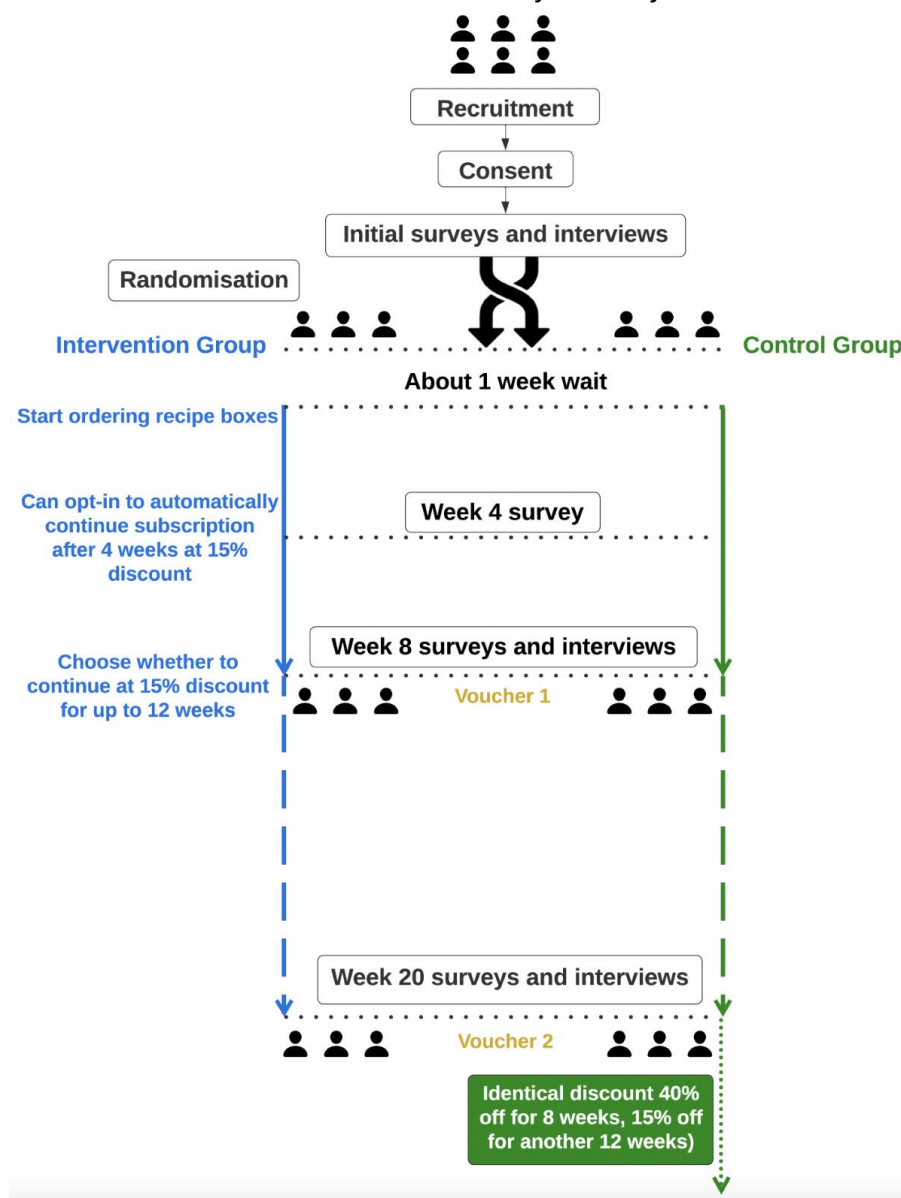 Recruitment
Consent
Initial surveys and interviews
Randomisation
Intervention Group
Control Group
About 1 week wait
Start ordering recipe boxes
Can opt-in to automatically
continue subscription
after 4 weeks at 15%
discount
Week 4 survey
Week 8 surveys and interviews
Choose whether to
continue at 15% discount
for up to 12 weeks
Voucher 1
Week 20 surveys and interviews
Voucher 2
Identical discount 40%
off for 8 weeks, 15% off
for another 12 weeks)